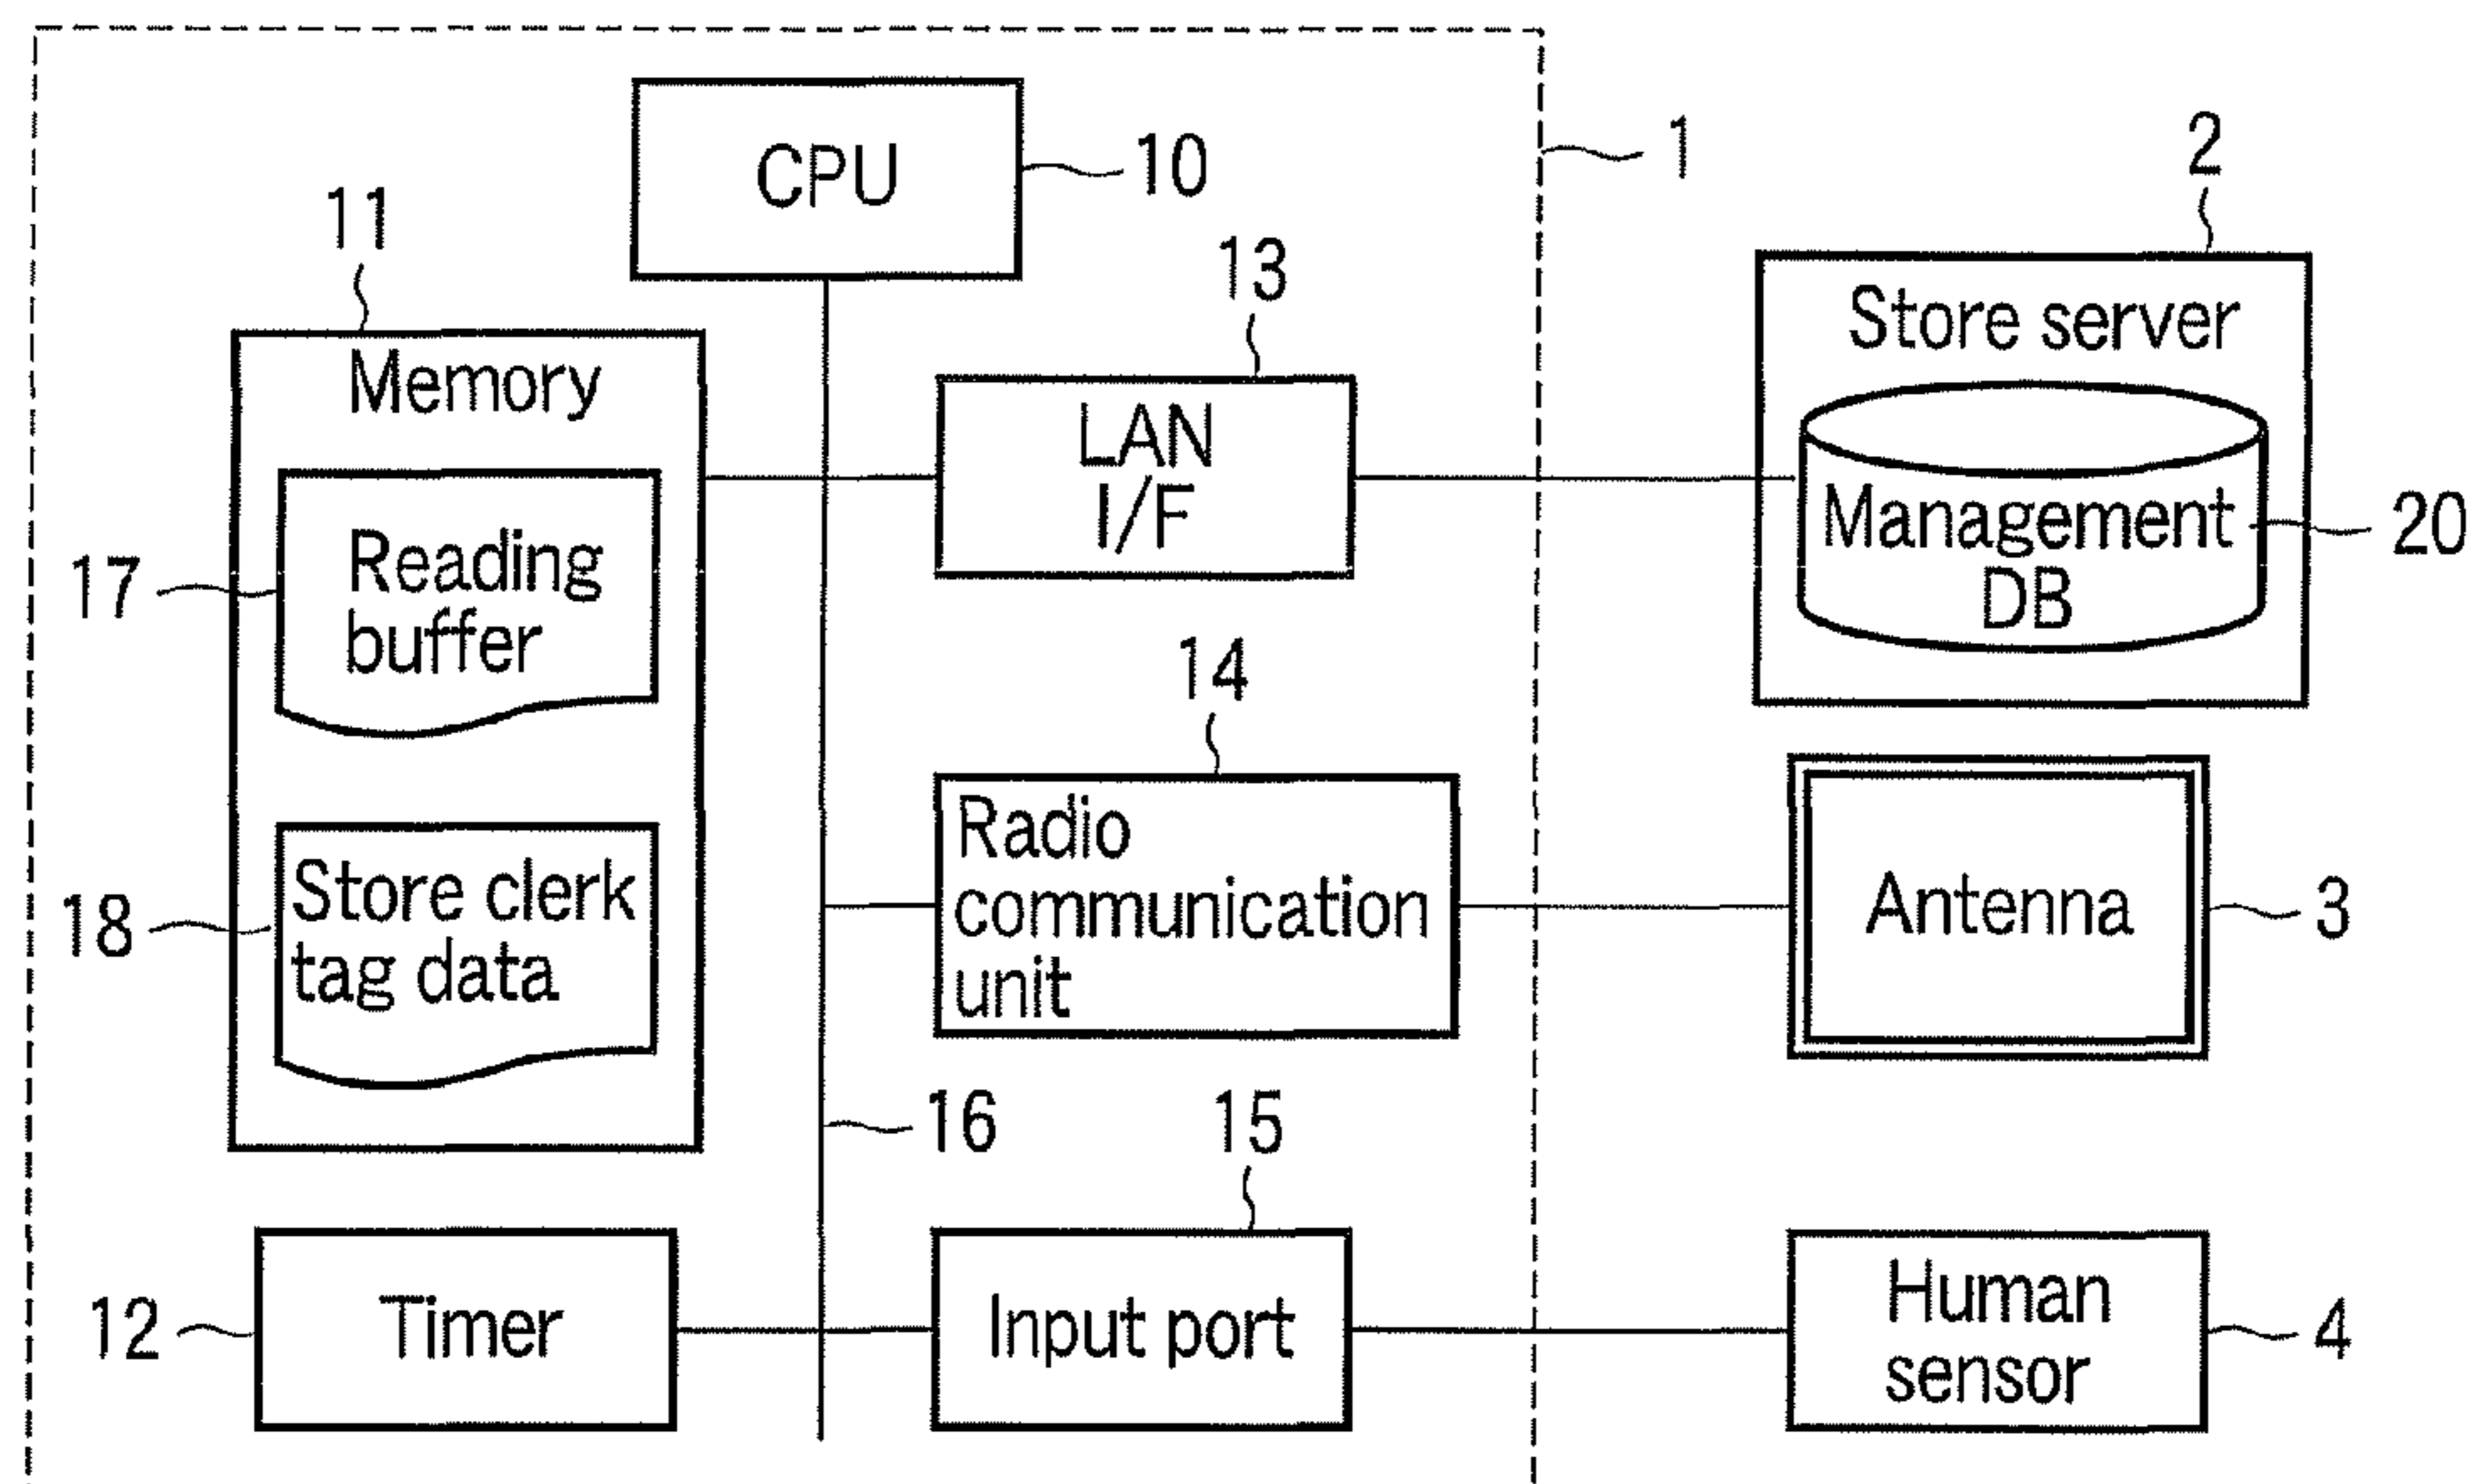 CPU
10
1
2
11
13
Store server
Memory
LAN
I/F
Management
DB
20
Reading
buffer
17
14
Radio
communication
unit
Antenna
3
Store clerk
tag data
18
16
15
12
Timer
Input port
Human
sensor
4